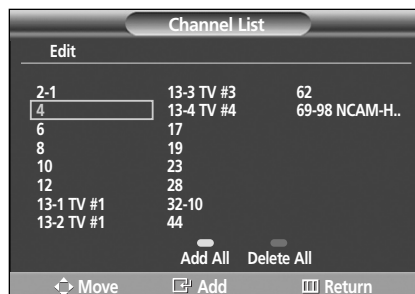 Channel List
Edit
2-1 13-3 TV #3 62
4 13-4 TV #4 69-98 NCAM-H..
6 17
8 19
10 23
12 28
13-1 TV #1 32-10
13-2 TV #1 44
Add All Delete All
Move Add Return